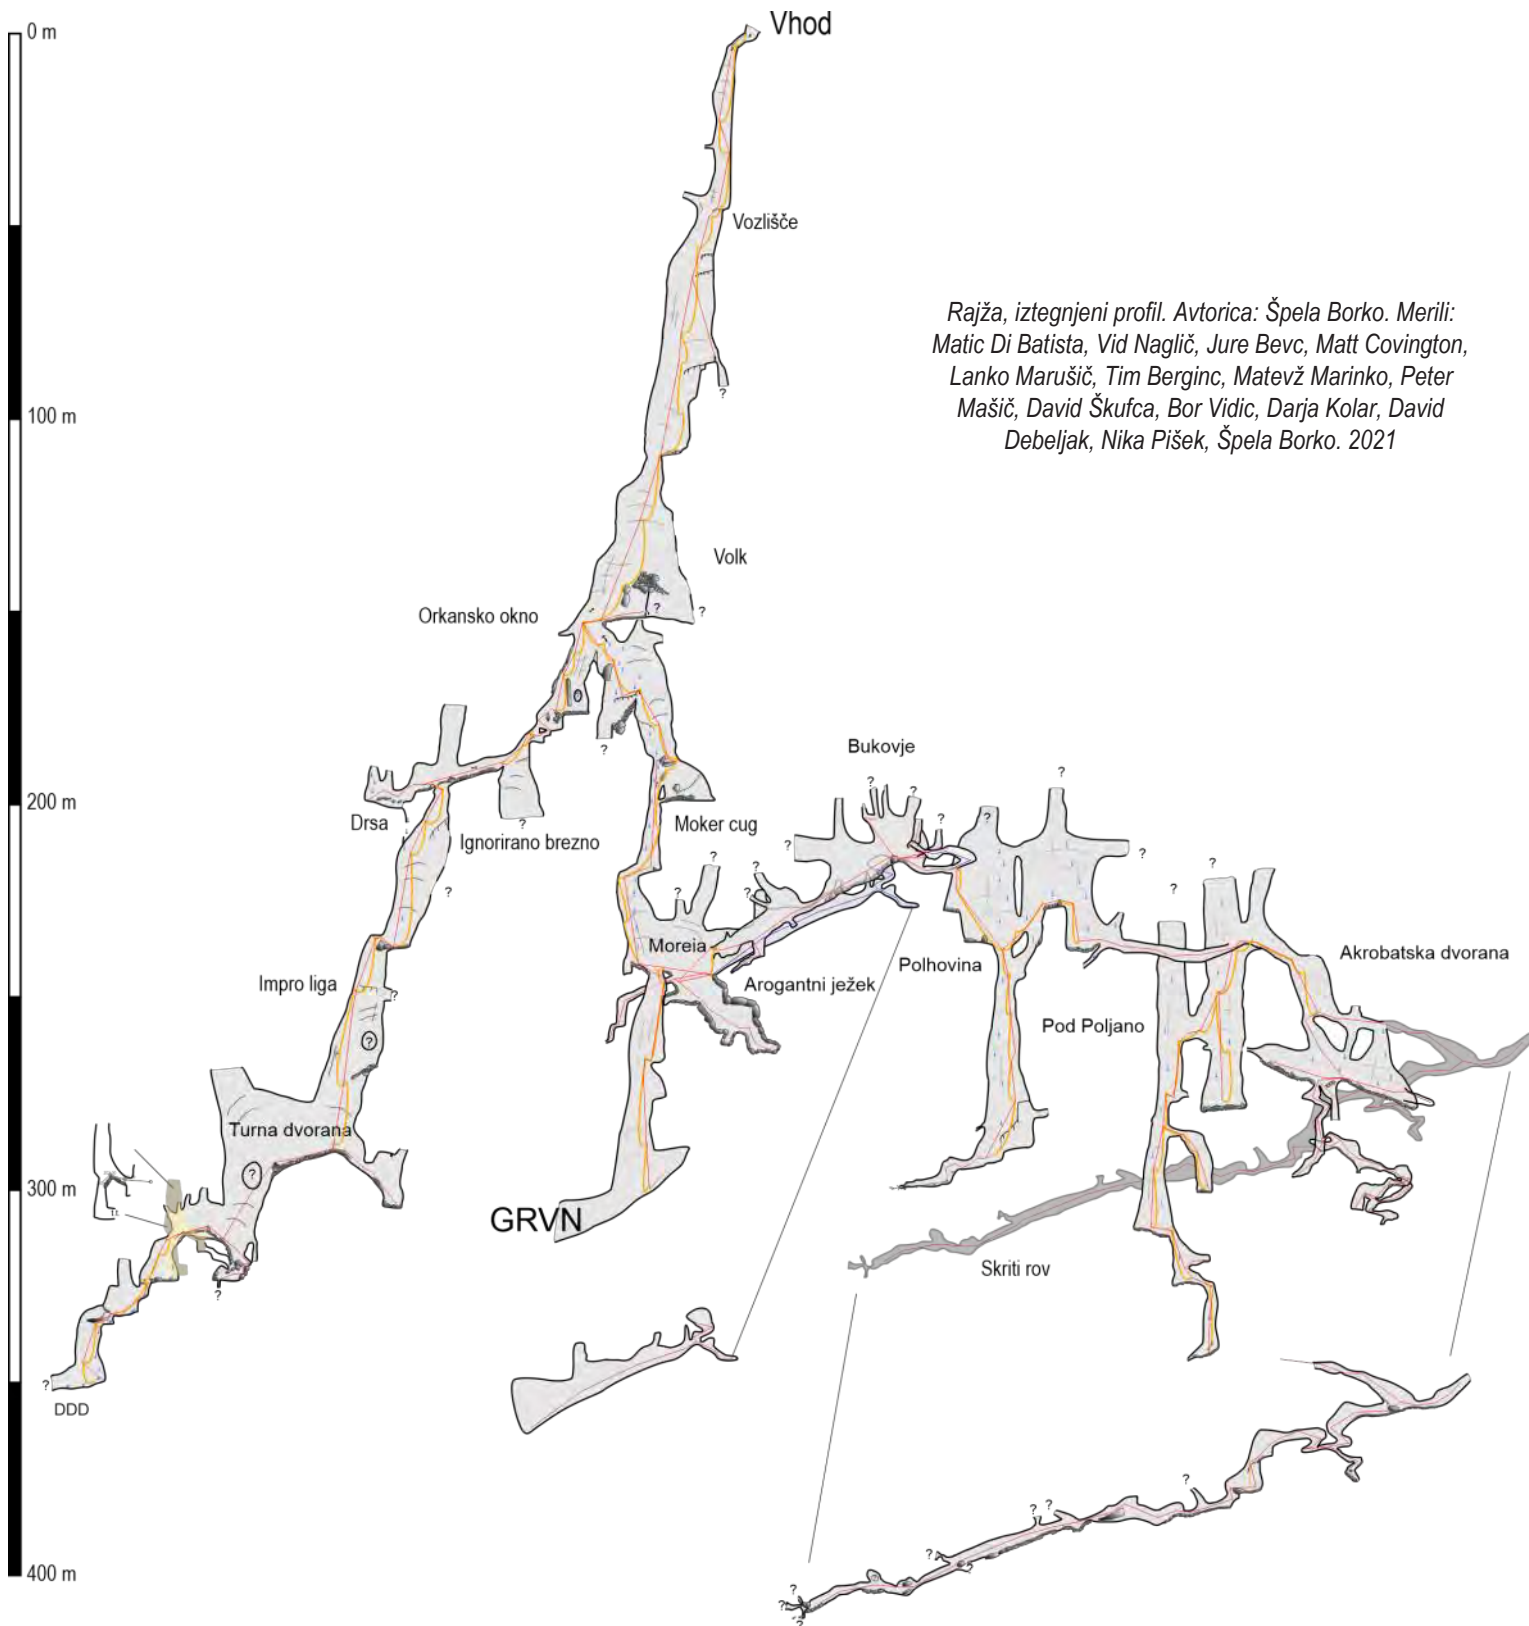 Vhod
0 m
Vozlišče
Rajža, iztegnjeni profil. Avtorica: Špela Borko. Merili:
Matic Di Batista, Vid Naglič, Jure Bevc, Matt Covington,
Lanko Marušič, Tim Berginc, Matevž Marinko, Peter
Mašič, David Škufca, Bor Vidic, Darja Kolar, David
Debeljak, Nika Pišek, Špela Borko. 2021
100 m
Volk
Orkansko okno
Bukovje
200 m
Drsa
Ignorirano brezno
Moker cug
Moreia
Akrobatska dvorana
Polhovina
Impro liga
Arogantni ježek
Pod Poljano
Turna dvorana
300 m
GRVN
Skriti rov
DDD
400 m